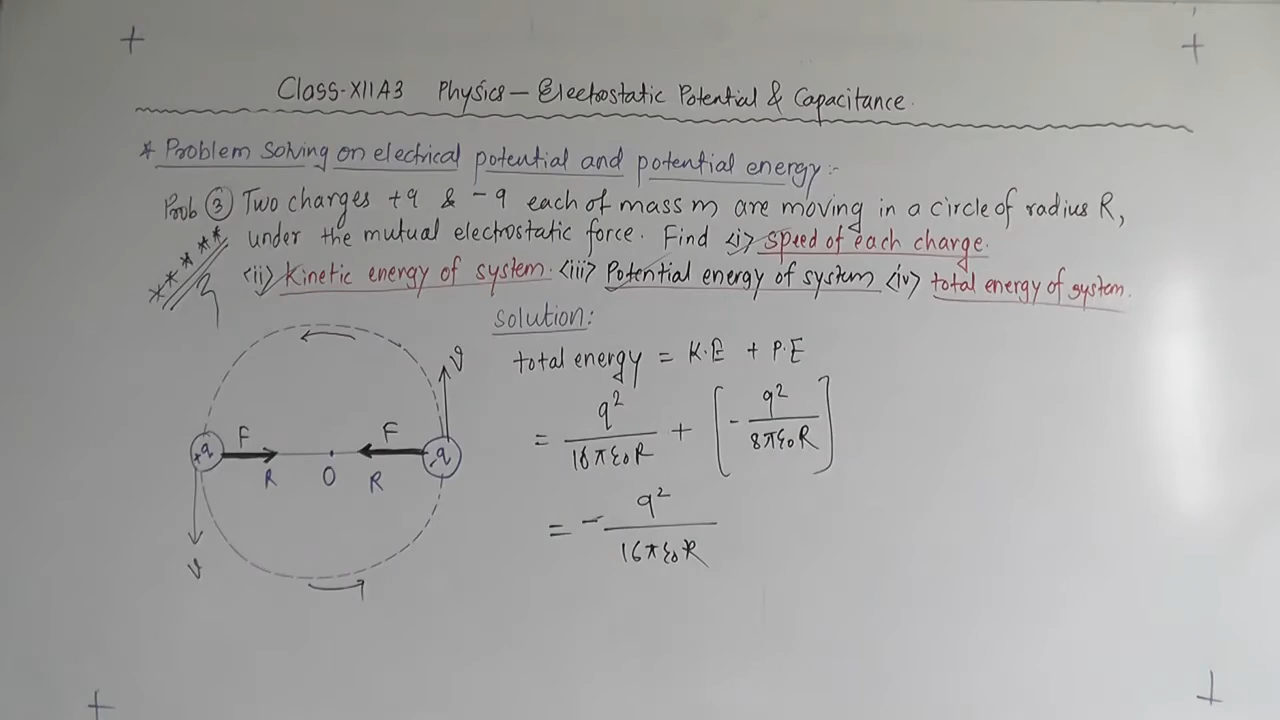 Class-XII A3 Physics – Electrostatic Potential & Capacitance.
* Problem Solving on electrical potential and potential energy:-
Prob ③ Two charges +q & -q each of mass m are moving in a circle of radius R,
**** under the mutual electrostatic force. Find <i> speed of each charge.
<ii> Kinetic energy of system. <iii> Potential energy of system <iv> total energy of system.
Solution:
total energy = K.E + P.E
= q²/16πε₀R + [- q²/8πε₀R]
= - q²/16πε₀R
v
F F
+q -q
R O R
v